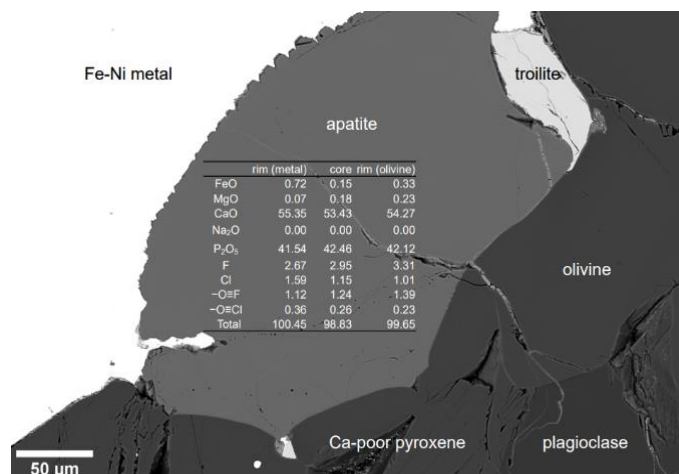 Fe-Ni metal
troilite
apatite
rim (metal) core rim (olivine)
FeO 0.72 0.15 0.33
MgO 0.07 0.18 0.23
CaO 55.35 53.43 54.27
Na₂O 0.00 0.00 0.00
P₂O₅ 41.54 42.46 42.12
F 2.67 2.95 3.31
Cl 1.59 1.15 1.01
−O≡F 1.12 1.24 1.39
−O≡Cl 0.36 0.26 0.23
Total 100.45 98.83 99.65
olivine
Ca-poor pyroxene
plagioclase
50 μm